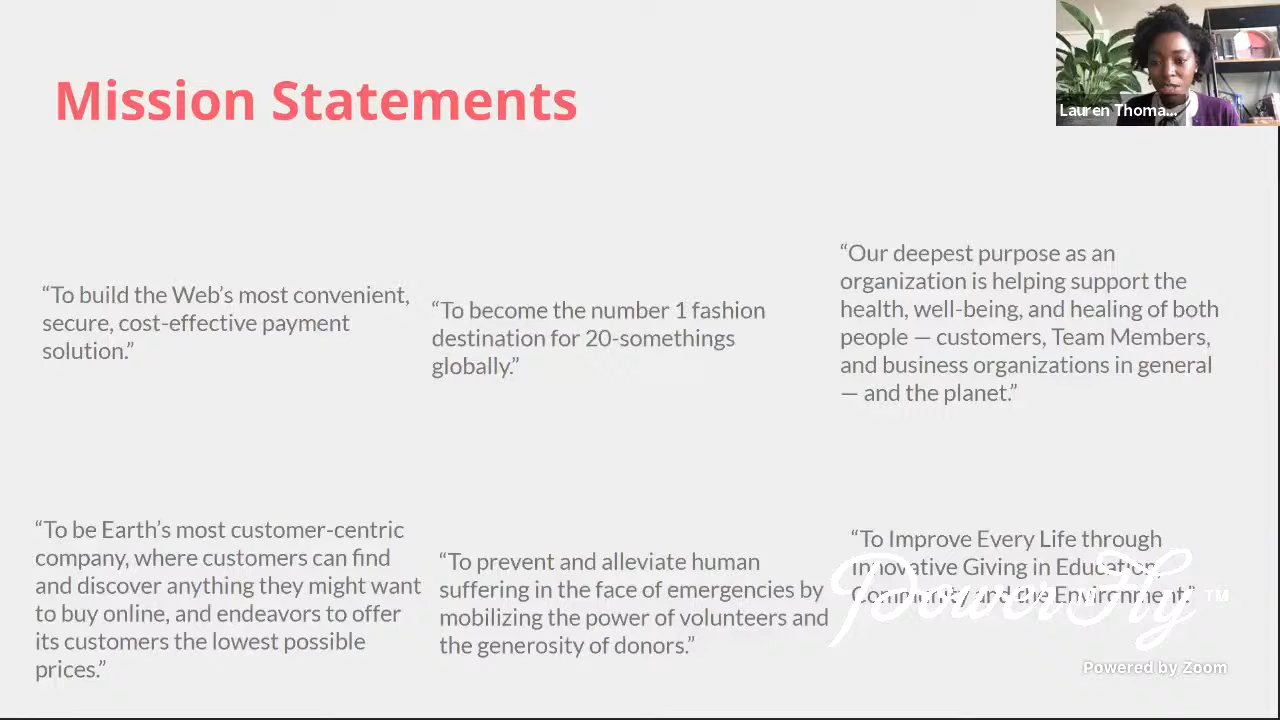 Mission Statements
Lauren Thoma...
“To build the Web’s most convenient,
secure, cost-effective payment
solution.”
“To become the number 1 fashion
destination for 20-somethings
globally.”
“Our deepest purpose as an
organization is helping support the
health, well-being, and healing of both
people — customers, Team Members,
and business organizations in general
— and the planet.”
“To be Earth’s most customer-centric
company, where customers can find
and discover anything they might want
to buy online, and endeavors to offer
its customers the lowest possible
prices.”
“To prevent and alleviate human
suffering in the face of emergencies by
mobilizing the power of volunteers and
the generosity of donors.”
“To Improve Every Life through
Innovative Giving in Education,
Community and the Environment.”
PowerFly ™
Powered by Zoom